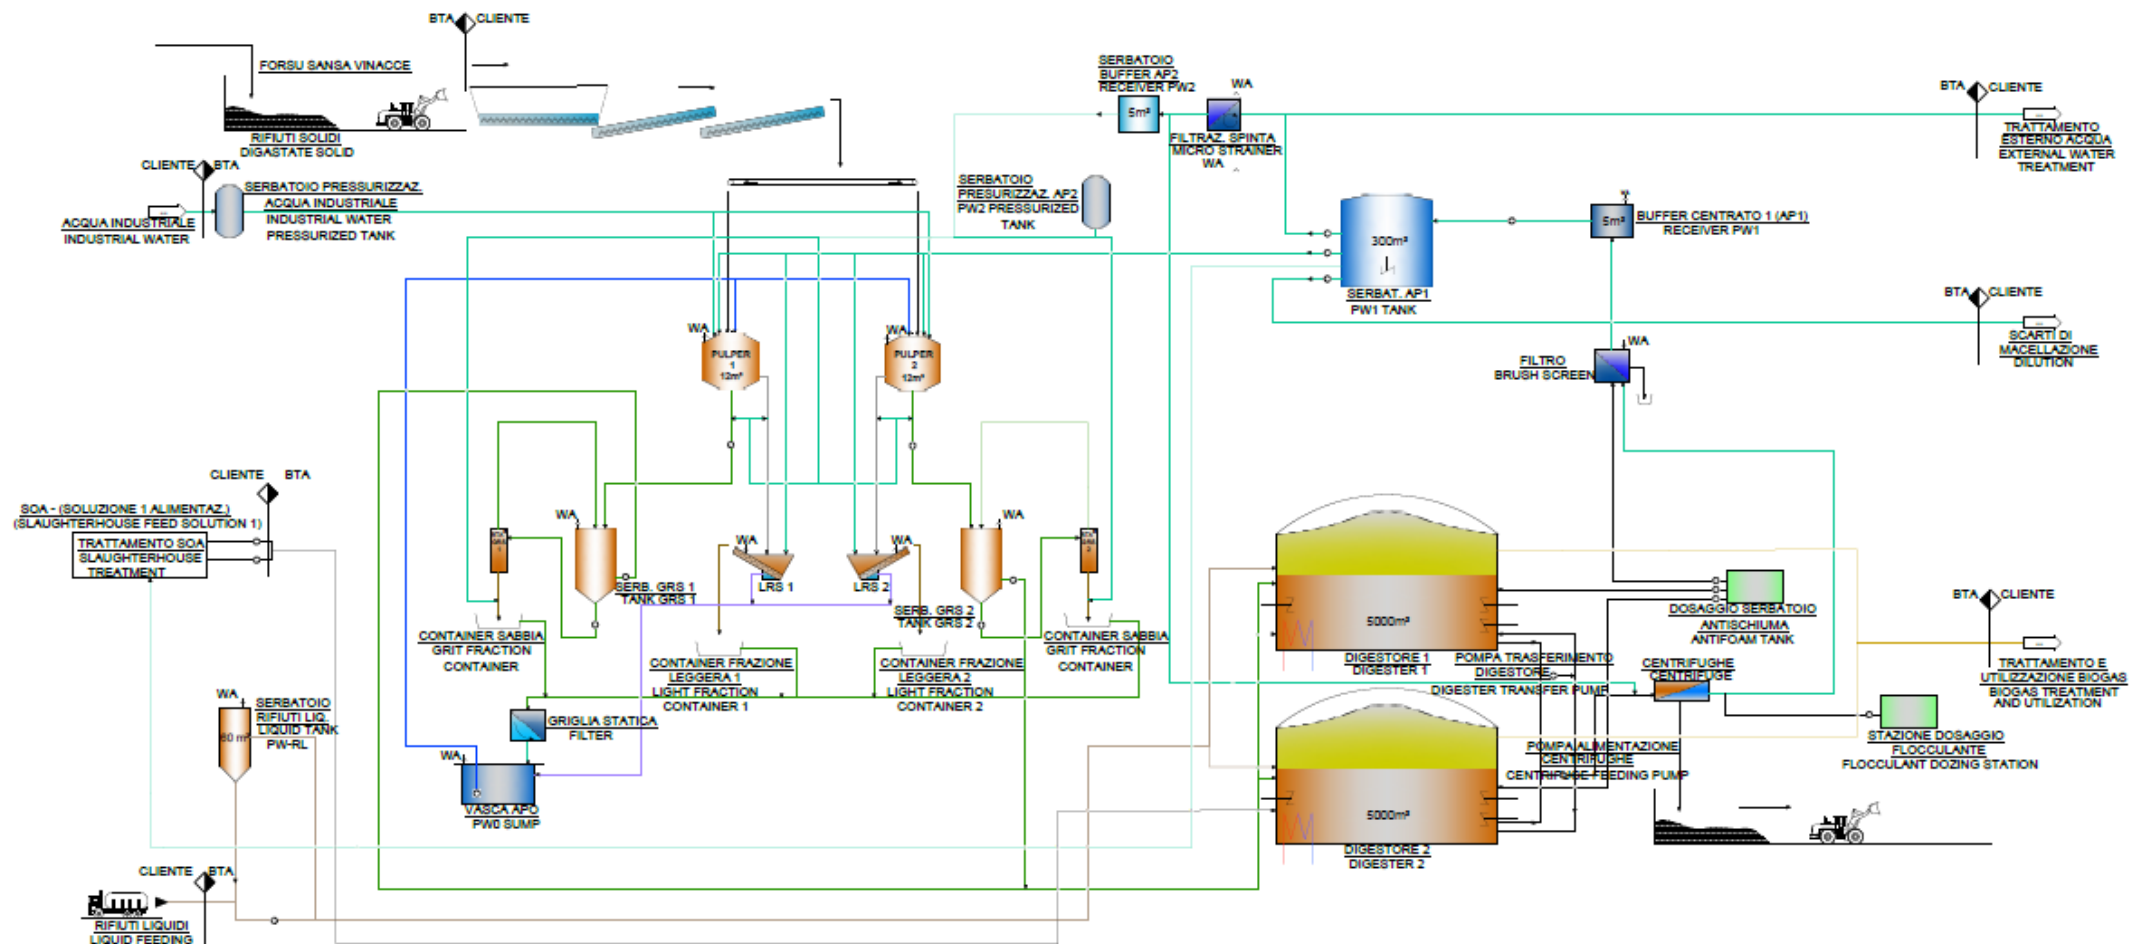 BTA CLIENTE
FORSU SANSA VINACCE
RIFIUTI SOLIDI
DIGASTATE SOLID
CLIENTE BTA
SERBATOIO PRESSURIZZAZ.
ACQUA INDUSTRIALE
INDUSTRIAL WATER
PRESSURIZED TANK
ACQUA INDUSTRIALE
INDUSTRIAL WATER
SERBATOIO
BUFFER AP2
RECEIVER PW2
5m³
WA
FILTRAZ. SPINTA
MICRO STRAINER
WA
BTA CLIENTE
TRATTAMENTO
ESTERNO ACQUA
EXTERNAL WATER
TREATMENT
SERBATOIO
PRESURIZZAZ. AP2
PW2 PRESSURIZED
TANK
300m³
SERBAT. AP1
PW1 TANK
WA
5m³
BUFFER CENTRATO 1 (AP1)
RECEIVER PW1
BTA CLIENTE
SCARTI DI
MACELLAZIONE
DILUTION
WA
FILTRO
BRUSH SCREEN
WA
PULPER
1
12m³
WA
PULPER
2
12m³
CLIENTE BTA
SOA - (SOLUZIONE 1 ALIMENTAZ.)
(SLAUGHTERHOUSE FEED SOLUTION 1)
TRATTAMENTO SOA
SLAUGHTERHOUSE
TREATMENT
WA
SERB. GRS 1
TANK GRS 1
WA
LRS 1
WA
LRS 2
WA
SERB. GRS 2
TANK GRS 2
CONTAINER SABBIA
GRIT FRACTION
CONTAINER
CONTAINER FRAZIONE
LEGGERA 1
LIGHT FRACTION
CONTAINER 1
CONTAINER FRAZIONE
LEGGERA 2
LIGHT FRACTION
CONTAINER 2
CONTAINER SABBIA
GRIT FRACTION
CONTAINER
5000m³
DIGESTORE 1
DIGESTER 1
POMPA TRASFERIMENTO
DIGESTORE
DIGESTER TRANSFER PUMP
DOSAGGIO SERBATOIO
ANTISCHIUMA
ANTIFOAM TANK
CENTRIFUGHE
CENTRIFUGE
BTA CLIENTE
TRATTAMENTO E
UTILIZZAZIONE BIOGAS
BIOGAS TREATMENT
AND UTILIZATION
WA
SERBATOIO
RIFIUTI LIQ.
LIQUID TANK
PW-RL
60 m³
GRIGLIA STATICA
FILTER
WA
VASCA APO
PW0 SUMP
5000m³
DIGESTORE 2
DIGESTER 2
POMPA ALIMENTAZIONE
CENTRIFUGHE
CENTRIFUGE FEEDING PUMP
STAZIONE DOSAGGIO
FLOCCULANTE
FLOCCULANT DOZING STATION
CLIENTE BTA
RIFIUTI LIQUIDI
LIQUID FEEDING